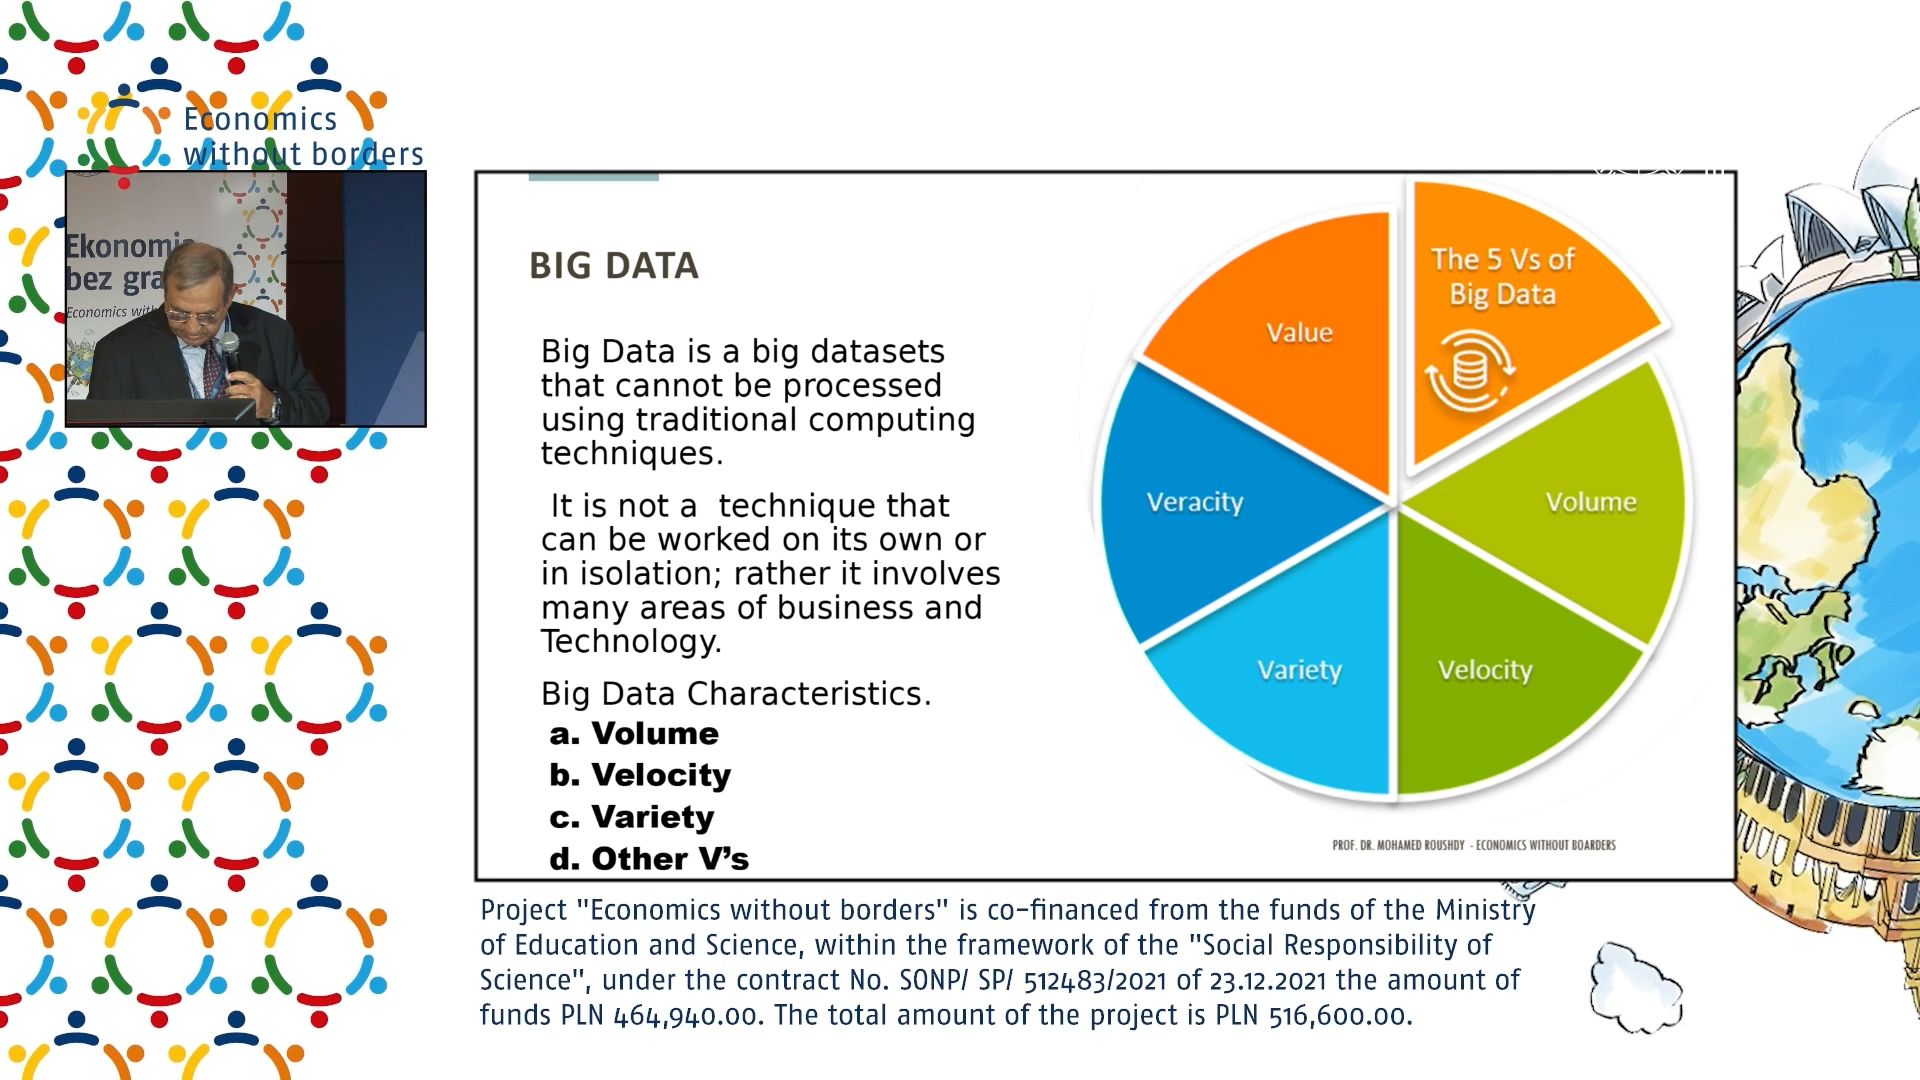 Economics
without borders
Ekonomia
bez gra
Economics with
BIG DATA
Big Data is a big datasets
that cannot be processed
using traditional computing
techniques.
It is not a  technique that
can be worked on its own or
in isolation; rather it involves
many areas of business and
Technology.
Big Data Characteristics.
a. Volume
b. Velocity
c. Variety
d. Other V’s
The 5 Vs of
Big Data
Value
Volume
Veracity
Variety
Velocity
PROF. DR. MOHAMED ROUSHDY  - ECONOMICS WITHOUT BOARDERS
Project "Economics without borders" is co-financed from the funds of the Ministry
of Education and Science, within the framework of the "Social Responsibility of
Science", under the contract No. SONP/ SP/ 512483/2021 of 23.12.2021 the amount of
funds PLN 464,940.00. The total amount of the project is PLN 516,600.00.